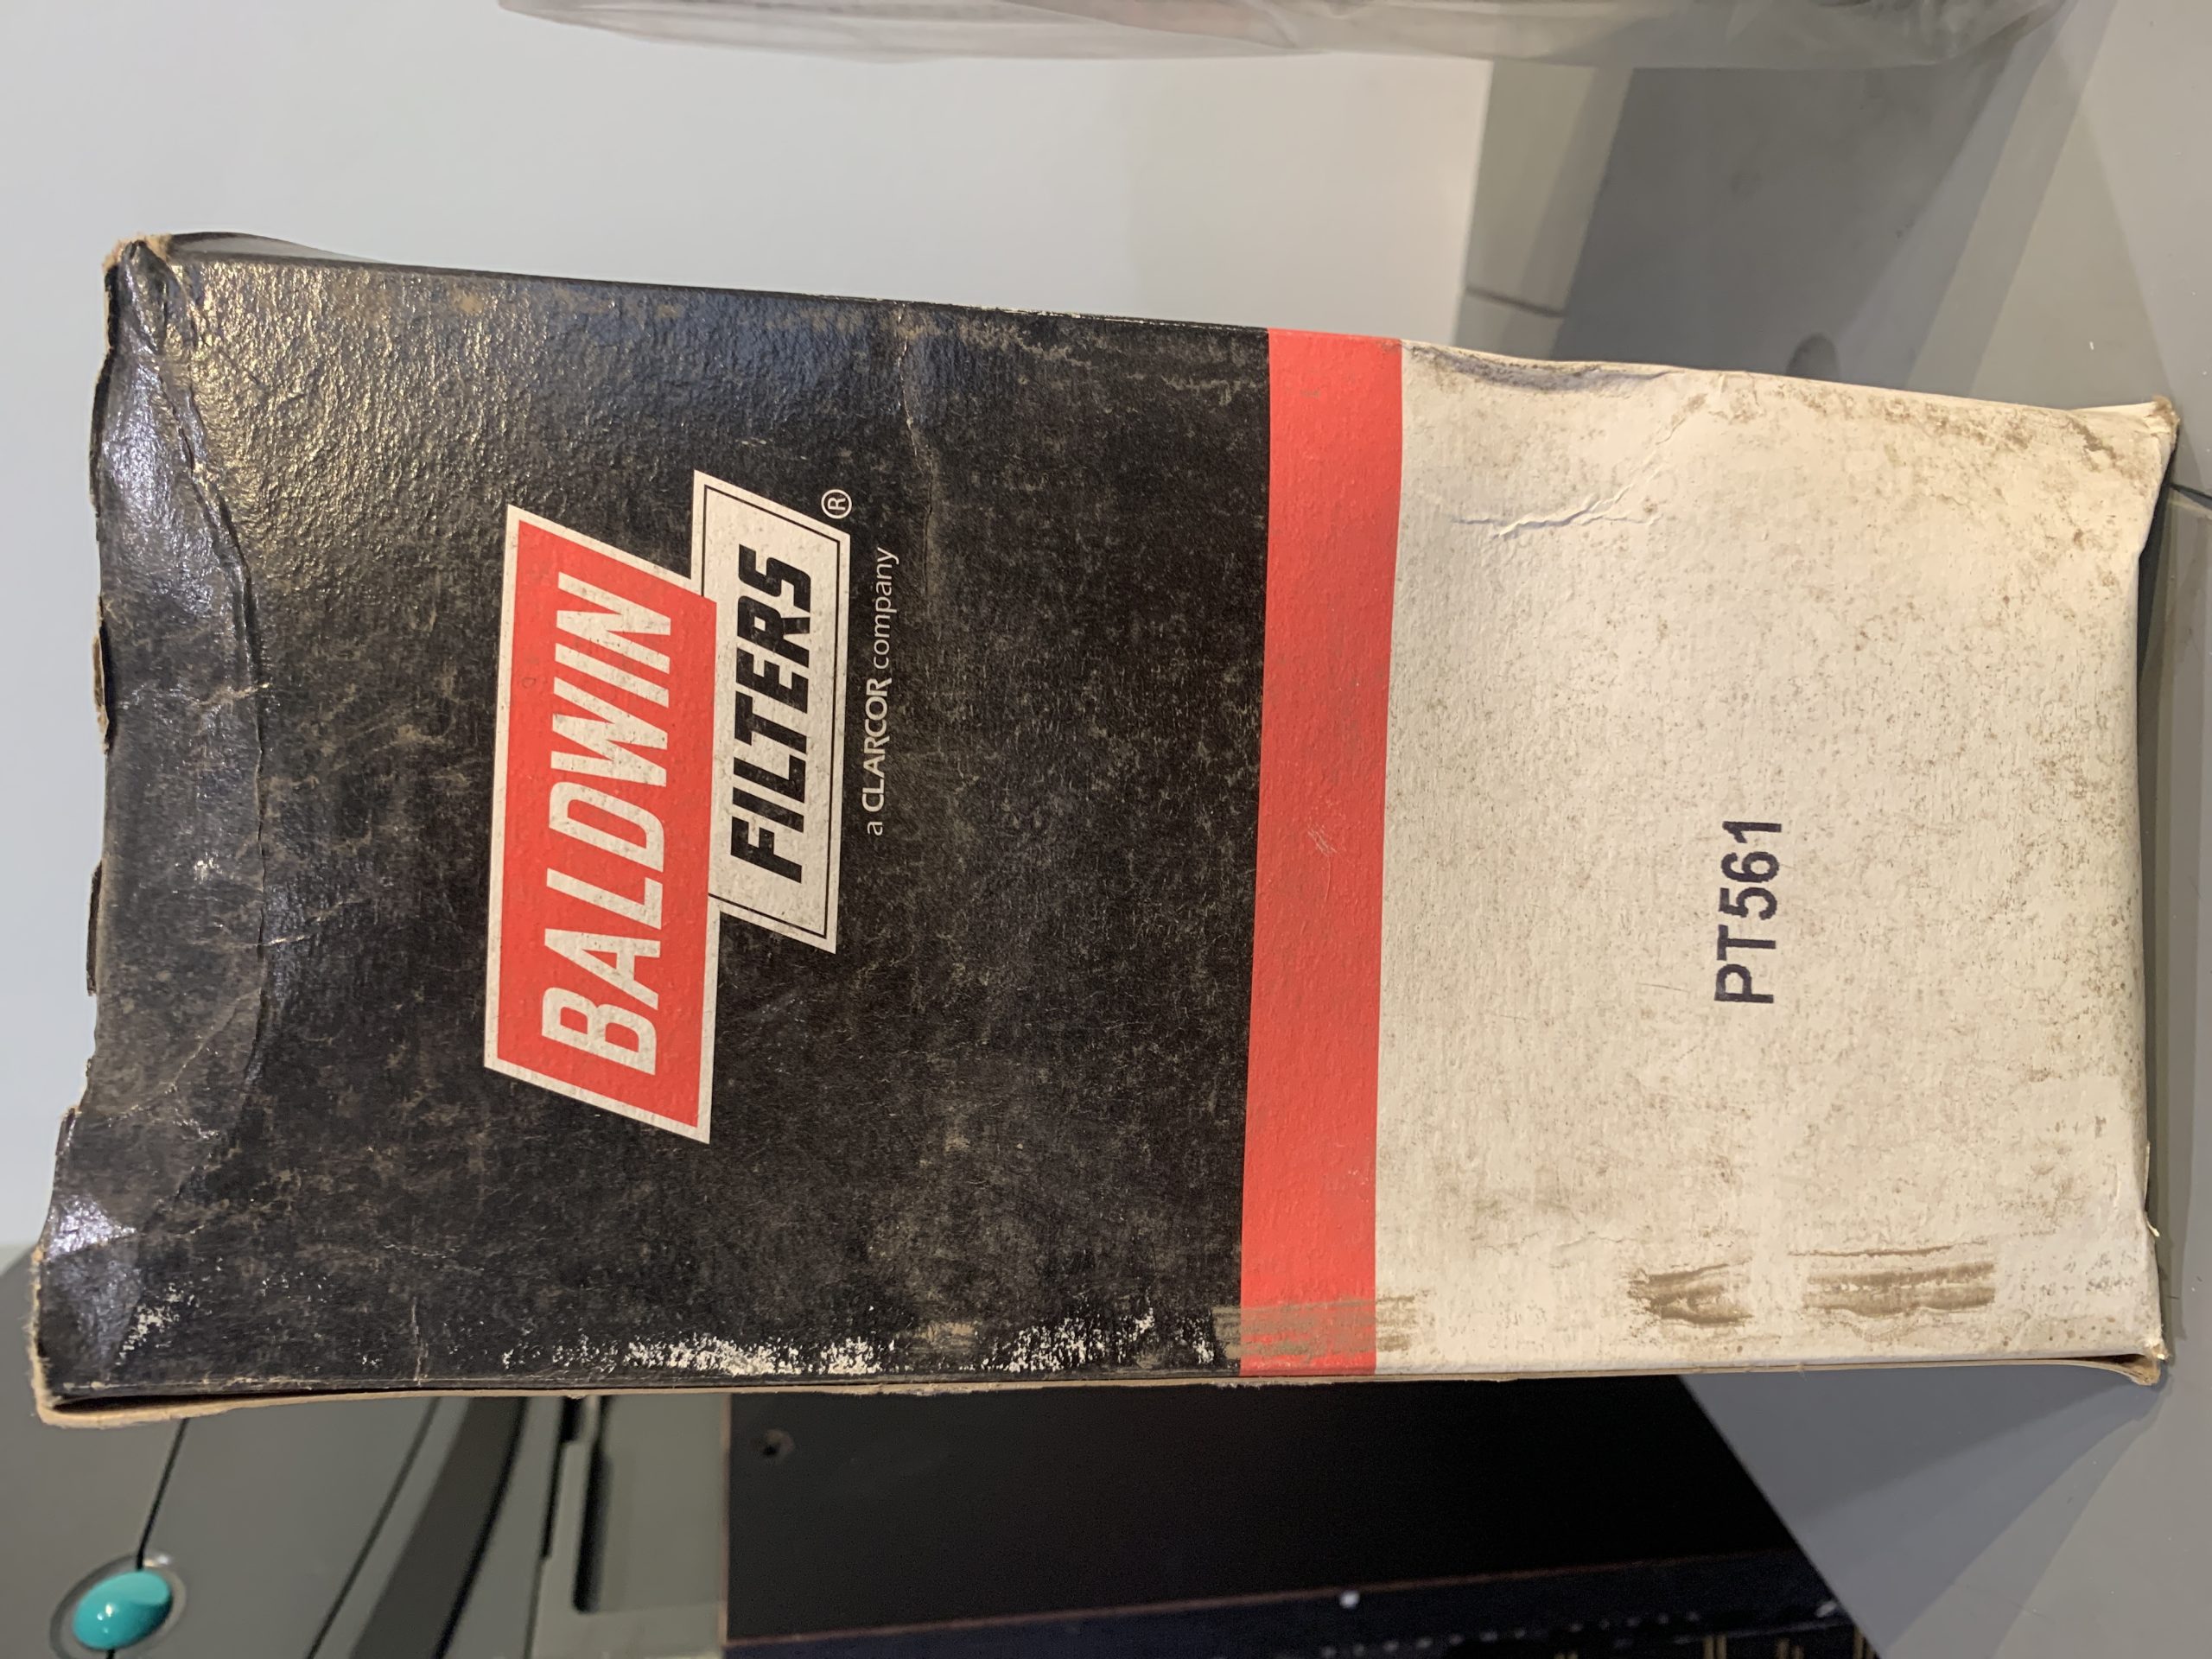 BALDWIN
FILTERS®
a CLARCOR company
PT561